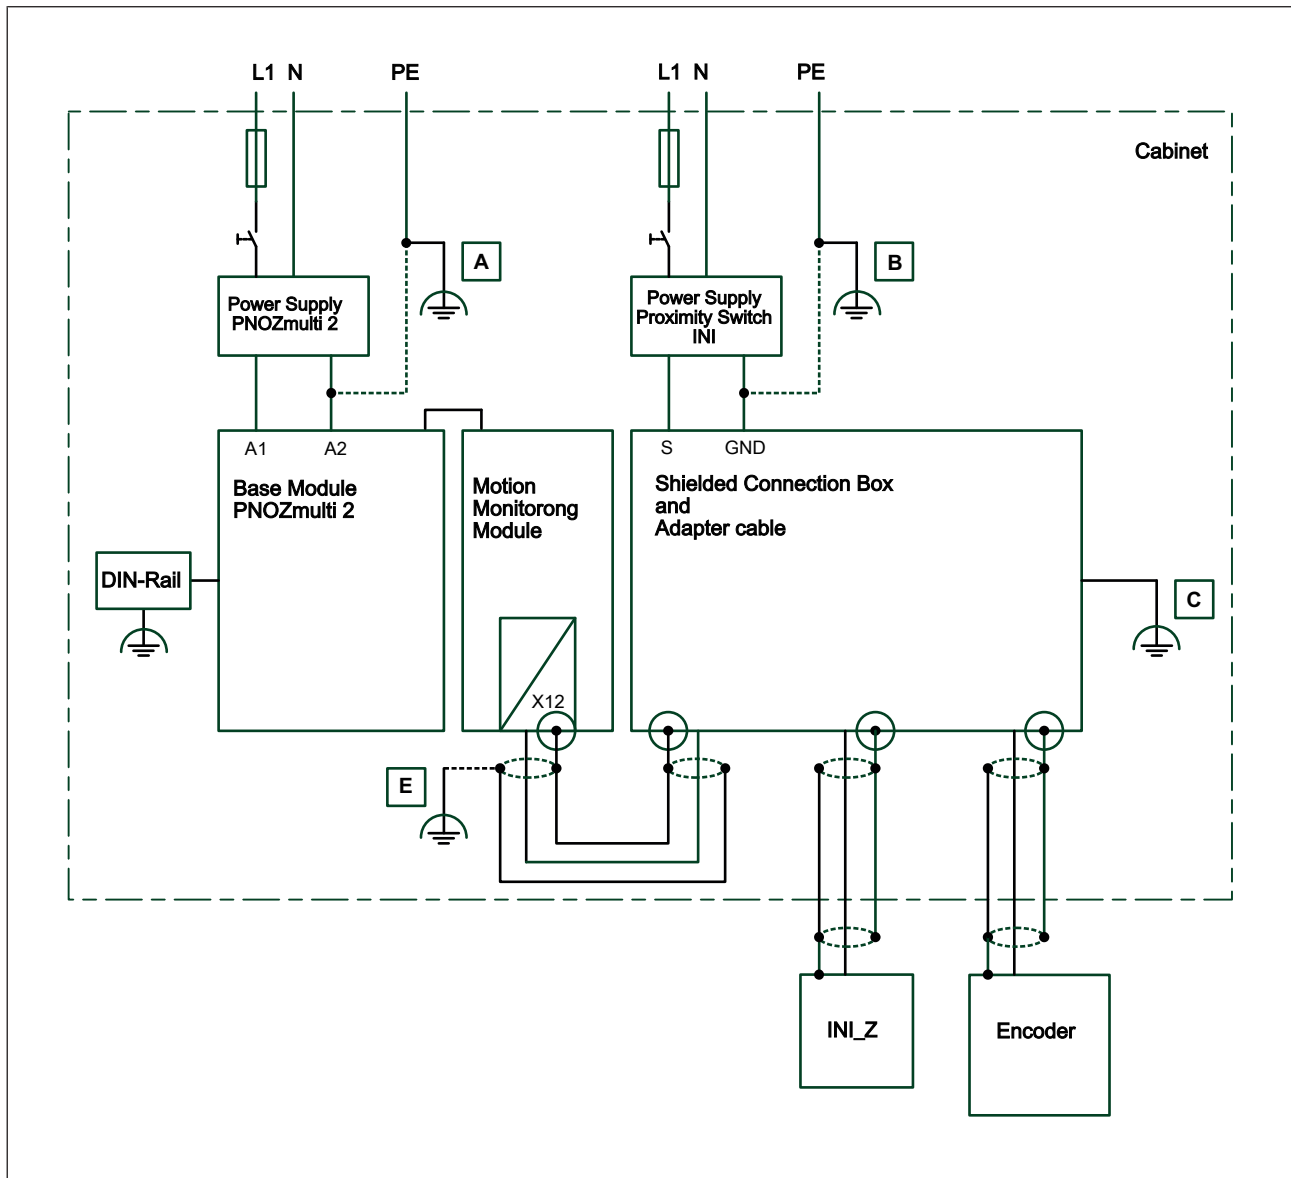 L1 N PE L1 N PE
Cabinet
A
B
Power Supply
PNOZmulti 2
Power Supply
Proximity Switch
INI
A1 A2
S GND
Base Module
PNOZmulti 2
Motion
Monitorong
Module
Shielded Connection Box
and
Adapter cable
DIN-Rail
C
X12
E
INI_Z
Encoder